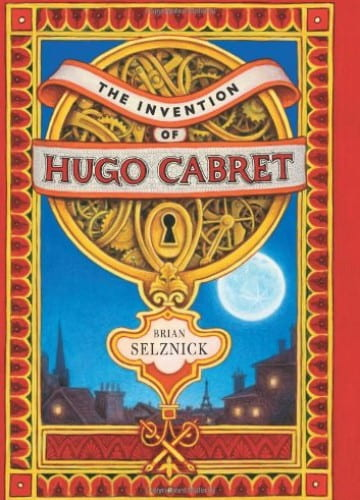 THE INVENTION
OF
HUGO CABRET
BRIAN
SELZNICK